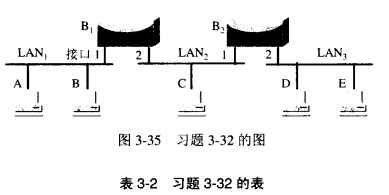 B₁ B₂
LAN₁ 接口 1 2 LAN₂ 1 2 LAN₃
A B C D E
图 3-35 习题 3-32 的图
表 3-2 习题 3-32 的表